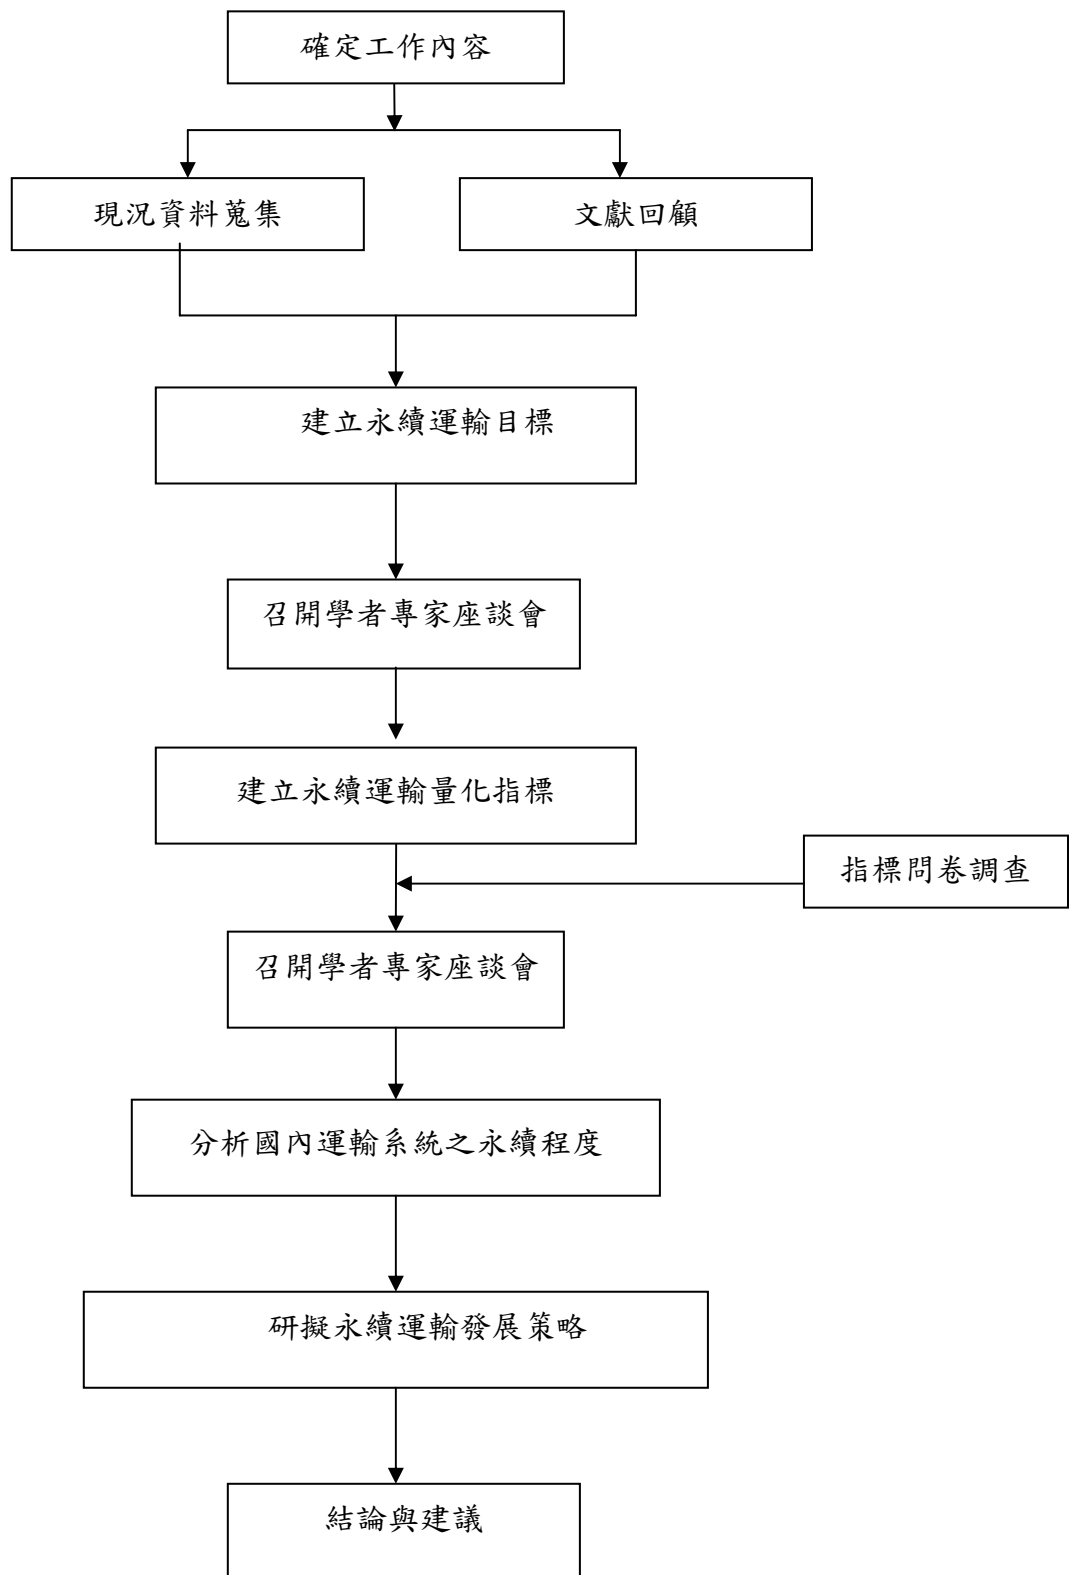 確定工作內容
現況資料蒐集
文獻回顧
建立永續運輸目標
召開學者專家座談會
建立永續運輸量化指標
指標問卷調查
召開學者專家座談會
分析國內運輸系統之永續程度
研擬永續運輸發展策略
結論與建議